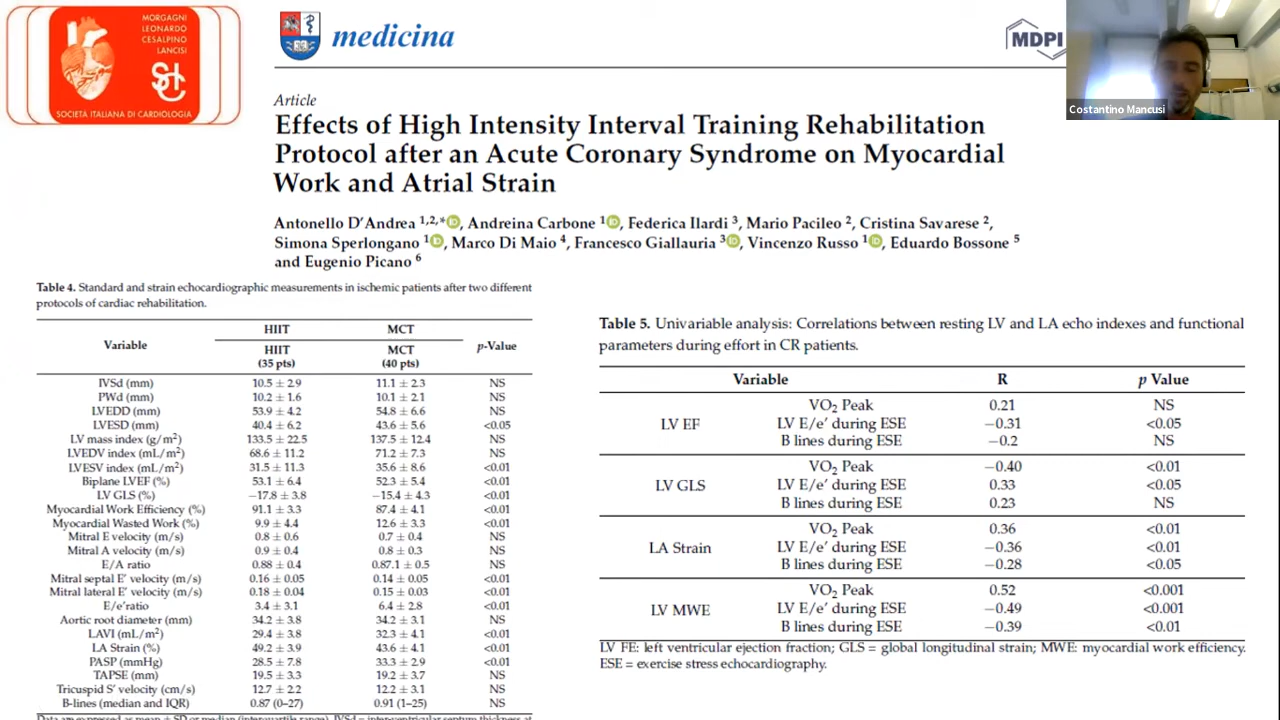 MORGAGNI
LEONARDO
CESALPINO
LANCISI
SIC
SOCIETÀ ITALIANA DI CARDIOLOGIA
medicina
MDPI
Costantino Mancusi
Article
Effects of High Intensity Interval Training Rehabilitation
Protocol after an Acute Coronary Syndrome on Myocardial
Work and Atrial Strain
Antonello D'Andrea 1,2,*, Andreina Carbone 1, Federica Ilardi 3, Mario Pacileo 2, Cristina Savarese 2,
Simona Sperlongano 1, Marco Di Maio 4, Francesco Giallauria 3, Vincenzo Russo 1, Eduardo Bossone 5
and Eugenio Picano 6
Table 4. Standard and strain echocardiographic measurements in ischemic patients after two different
protocols of cardiac rehabilitation.
Variable HIIT MCT p-Value
HIIT (35 pts) MCT (40 pts)
IVSd (mm) 10.5 ± 2.9 11.1 ± 2.3 NS
PWd (mm) 10.2 ± 1.6 10.1 ± 2.1 NS
LVEDD (mm) 53.9 ± 4.2 54.8 ± 6.6 NS
LVESD (mm) 40.4 ± 6.2 43.6 ± 5.6 <0.05
LV mass index (g/m²) 133.5 ± 22.5 137.5 ± 12.4 NS
LVEDV index (mL/m²) 68.6 ± 11.2 71.2 ± 7.3 NS
LVESV index (mL/m²) 31.5 ± 11.3 35.6 ± 8.6 <0.01
Biplane LVEF (%) 53.1 ± 6.4 52.3 ± 5.4 <0.01
LV GLS (%) −17.8 ± 3.8 −15.4 ± 4.3 <0.01
Myocardial Work Efficiency (%) 91.1 ± 3.3 87.4 ± 4.1 <0.01
Myocardial Wasted Work (%) 9.9 ± 4.4 12.6 ± 3.3 <0.01
Mitral E velocity (m/s) 0.8 ± 0.6 0.7 ± 0.4 NS
Mitral A velocity (m/s) 0.9 ± 0.4 0.8 ± 0.3 NS
E/A ratio 0.88 ± 0.4 0.87.1 ± 0.5 NS
Mitral septal E' velocity (m/s) 0.16 ± 0.05 0.14 ± 0.05 <0.01
Mitral lateral E' velocity (m/s) 0.18 ± 0.04 0.15 ± 0.03 <0.01
E/e'ratio 3.4 ± 3.1 6.4 ± 2.8 <0.01
Aortic root diameter (mm) 34.2 ± 3.8 34.2 ± 3.1 NS
LAVI (mL/m²) 29.4 ± 3.8 32.3 ± 4.1 <0.01
LA Strain (%) 49.2 ± 3.9 43.6 ± 4.1 <0.01
PASP (mmHg) 28.5 ± 7.8 33.3 ± 2.9 <0.01
TAPSE (mm) 19.5 ± 3.3 19.2 ± 3.7 NS
Tricuspid S' velocity (cm/s) 12.7 ± 2.2 12.2 ± 3.1 NS
B-lines (median and IQR) 0.87 (0–27) 0.91 (1–25) NS
Data are expressed as mean ± SD or median (interquartile range). IVSd = inter-ventricular septum thickness at
Table 5. Univariable analysis: Correlations between resting LV and LA echo indexes and functional
parameters during effort in CR patients.
Variable R p Value
VO₂ Peak 0.21 NS
LV EF LV E/e' during ESE −0.31 <0.05
B lines during ESE −0.2 NS
VO₂ Peak −0.40 <0.01
LV GLS LV E/e' during ESE 0.33 <0.05
B lines during ESE 0.23 NS
VO₂ Peak 0.36 <0.01
LA Strain LV E/e' during ESE −0.36 <0.01
B lines during ESE −0.28 <0.05
VO₂ Peak 0.52 <0.001
LV MWE LV E/e' during ESE −0.49 <0.001
B lines during ESE −0.39 <0.01
LV FE: left ventricular ejection fraction; GLS = global longitudinal strain; MWE: myocardial work efficiency.
ESE = exercise stress echocardiography.